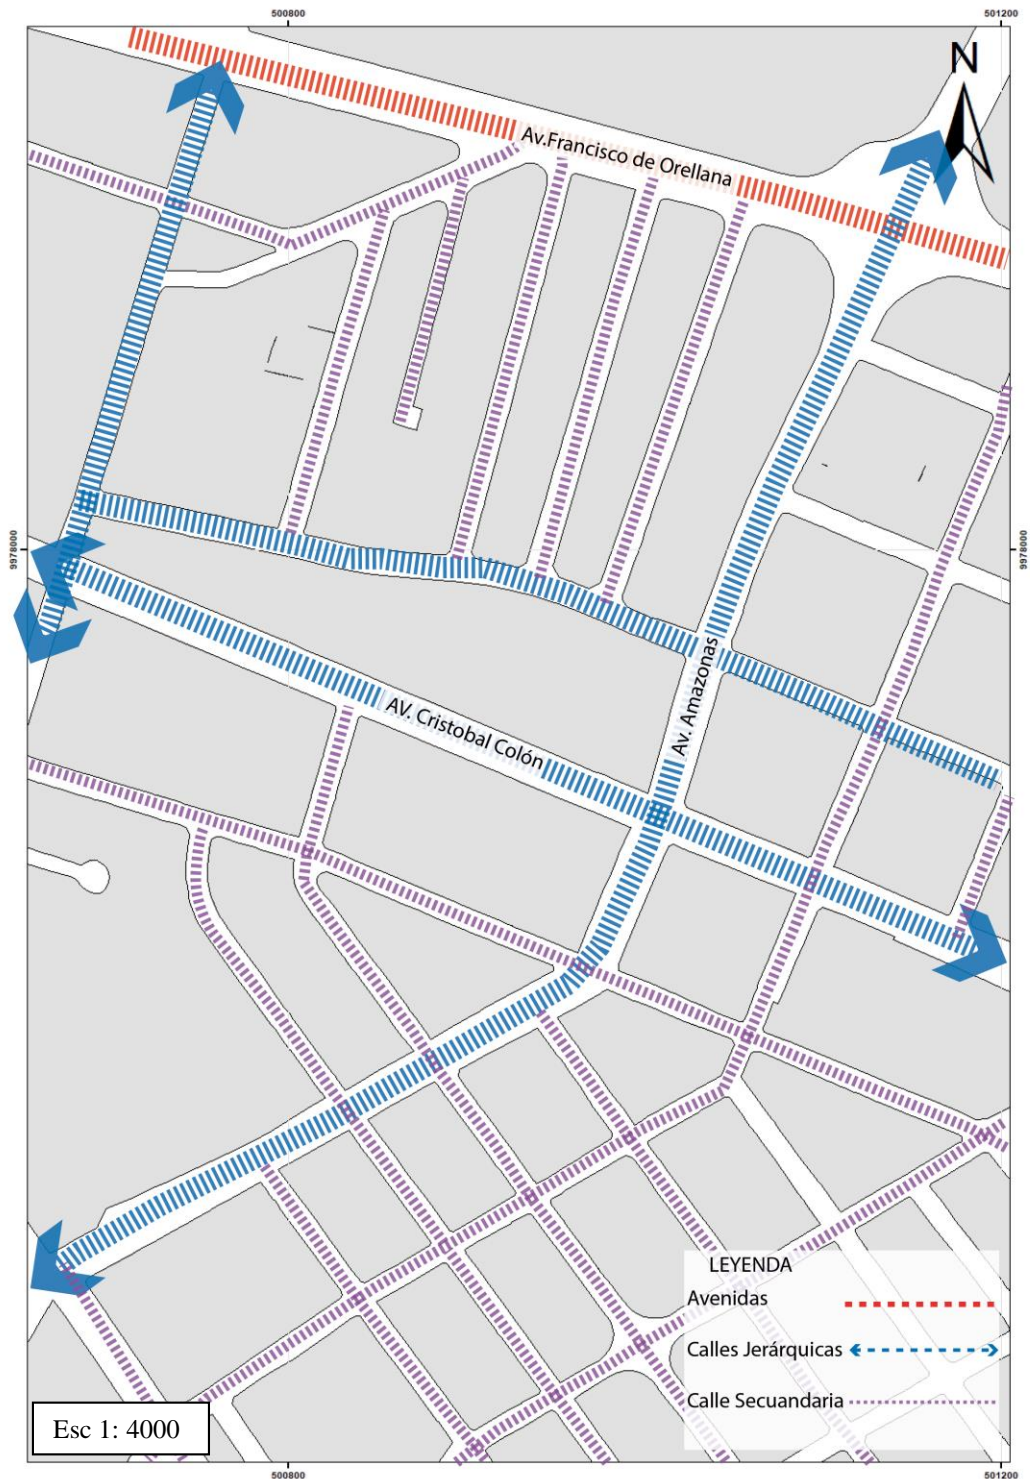 500800
501200
N
Av.Francisco de Orellana
9978000
9978000
Av. Amazonas
AV. Cristobal Colón
LEYENDA
Avenidas
Calles Jerárquicas
Calle Secuandaria
Esc 1: 4000
500800
501200